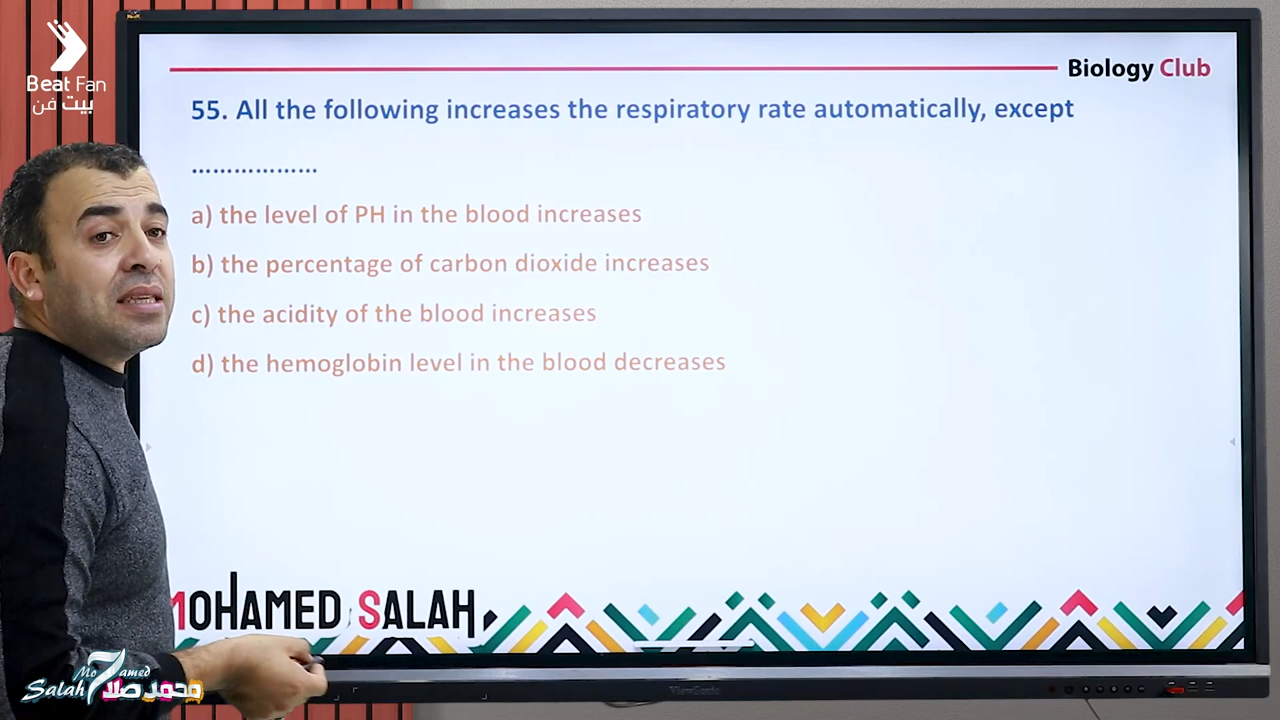 Beat Fan
بيت فن
Biology Club
55. All the following increases the respiratory rate automatically, except
..................
a) the level of PH in the blood increases
b) the percentage of carbon dioxide increases
c) the acidity of the blood increases
d) the hemoglobin level in the blood decreases
MOHAMED SALAH
Mo7amed
Salah محمد صلاح
ViewSonic